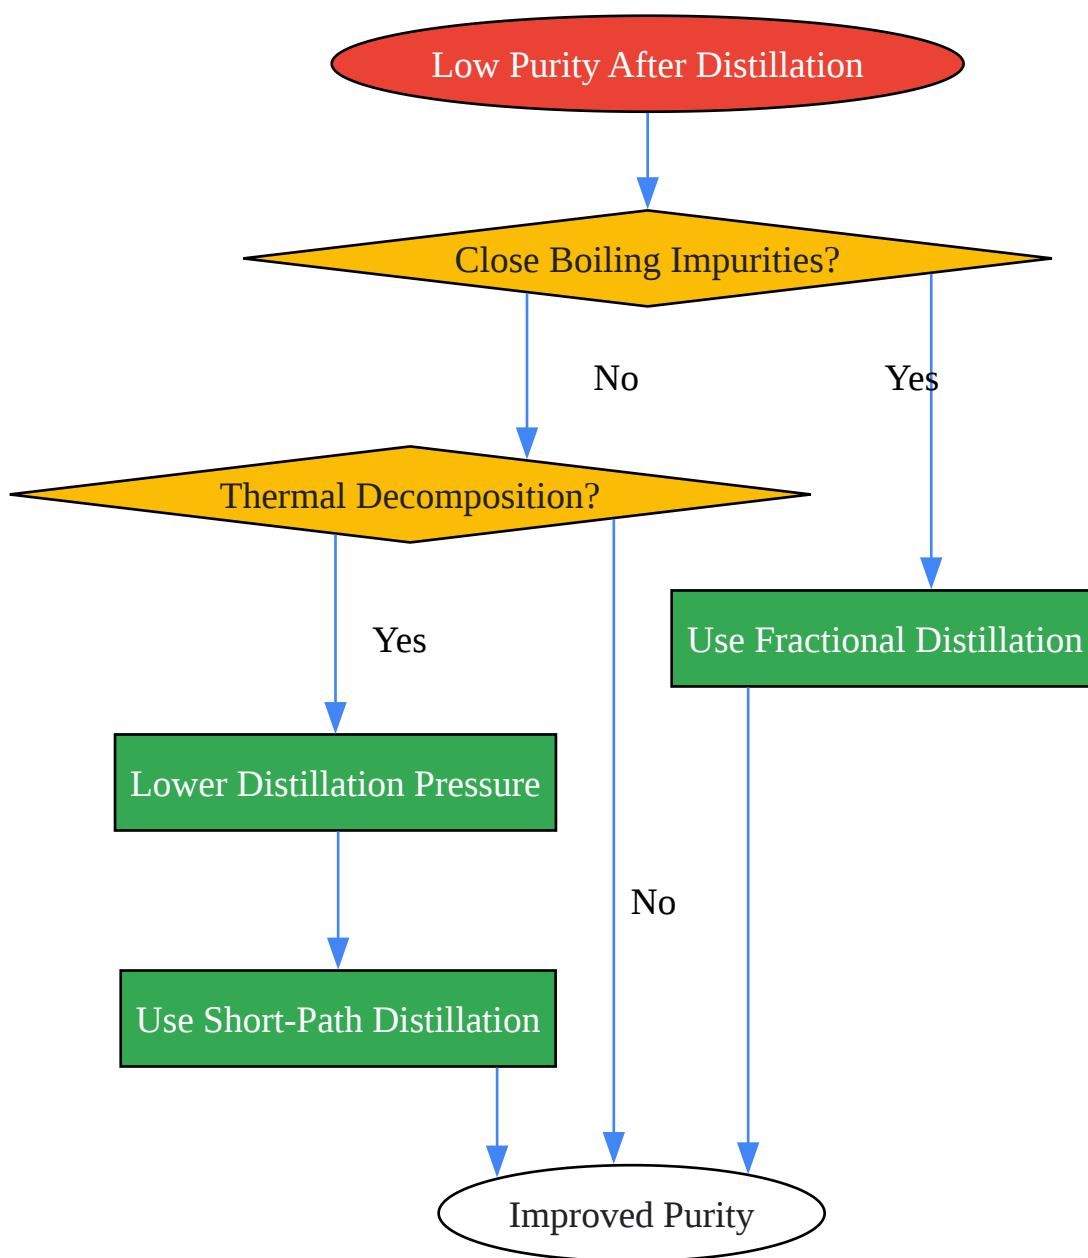 Low Purity After Distillation
Close Boiling Impurities?
No
Yes
Thermal Decomposition?
Yes
Use Fractional Distillation
Lower Distillation Pressure
No
Use Short-Path Distillation
Improved Purity